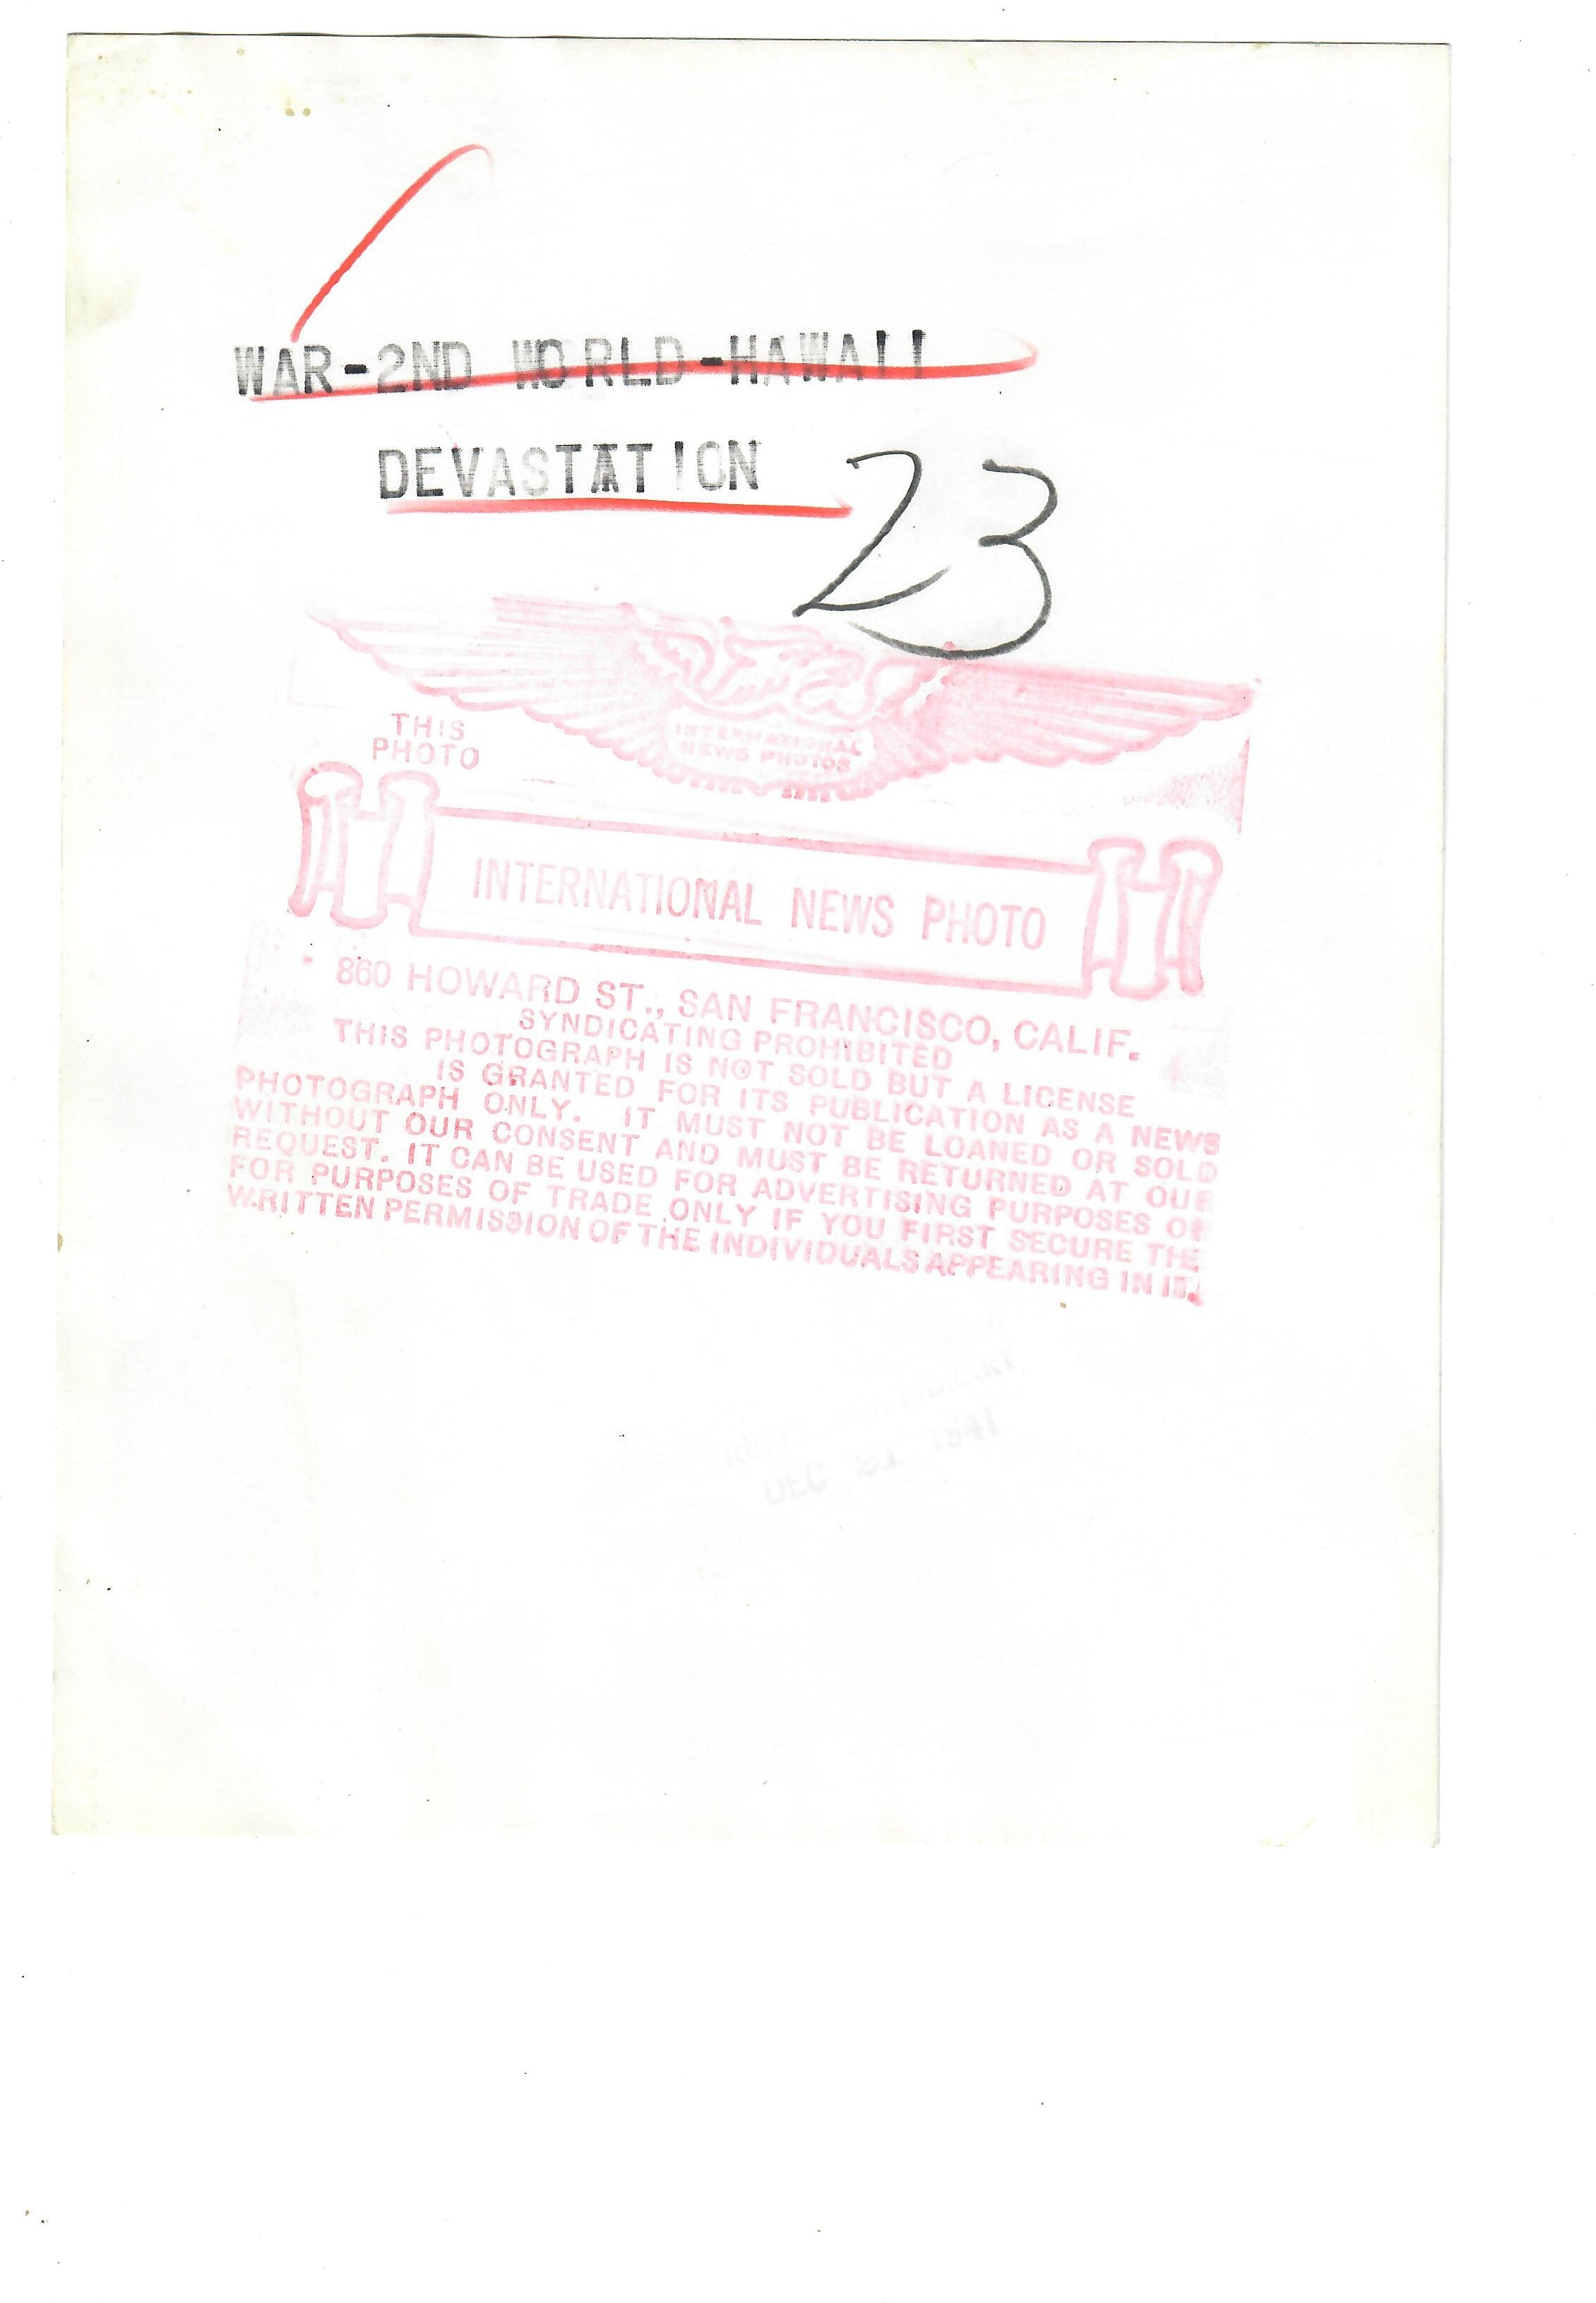 WAR-2ND WORLD-HAWAII
DEVASTATION
23
THIS
PHOTO
INTERNATIONAL
NEWS PHOTOS
INTERNATIONAL NEWS PHOTO
860 HOWARD ST., SAN FRANCISCO, CALIF.
SYNDICATING PROHIBITED
THIS PHOTOGRAPH IS NOT SOLD BUT A LICENSE
IS GRANTED FOR ITS PUBLICATION AS A NEWS
PHOTOGRAPH ONLY. IT MUST NOT BE LOANED OR SOLD
WITHOUT OUR CONSENT AND MUST BE RETURNED AT OUR
REQUEST. IT CAN BE USED FOR ADVERTISING PURPOSES OR
FOR PURPOSES OF TRADE ONLY IF YOU FIRST SECURE THE
WRITTEN PERMISSION OF THE INDIVIDUALS APPEARING IN IT.
LIBRARY
DEC 31 1941